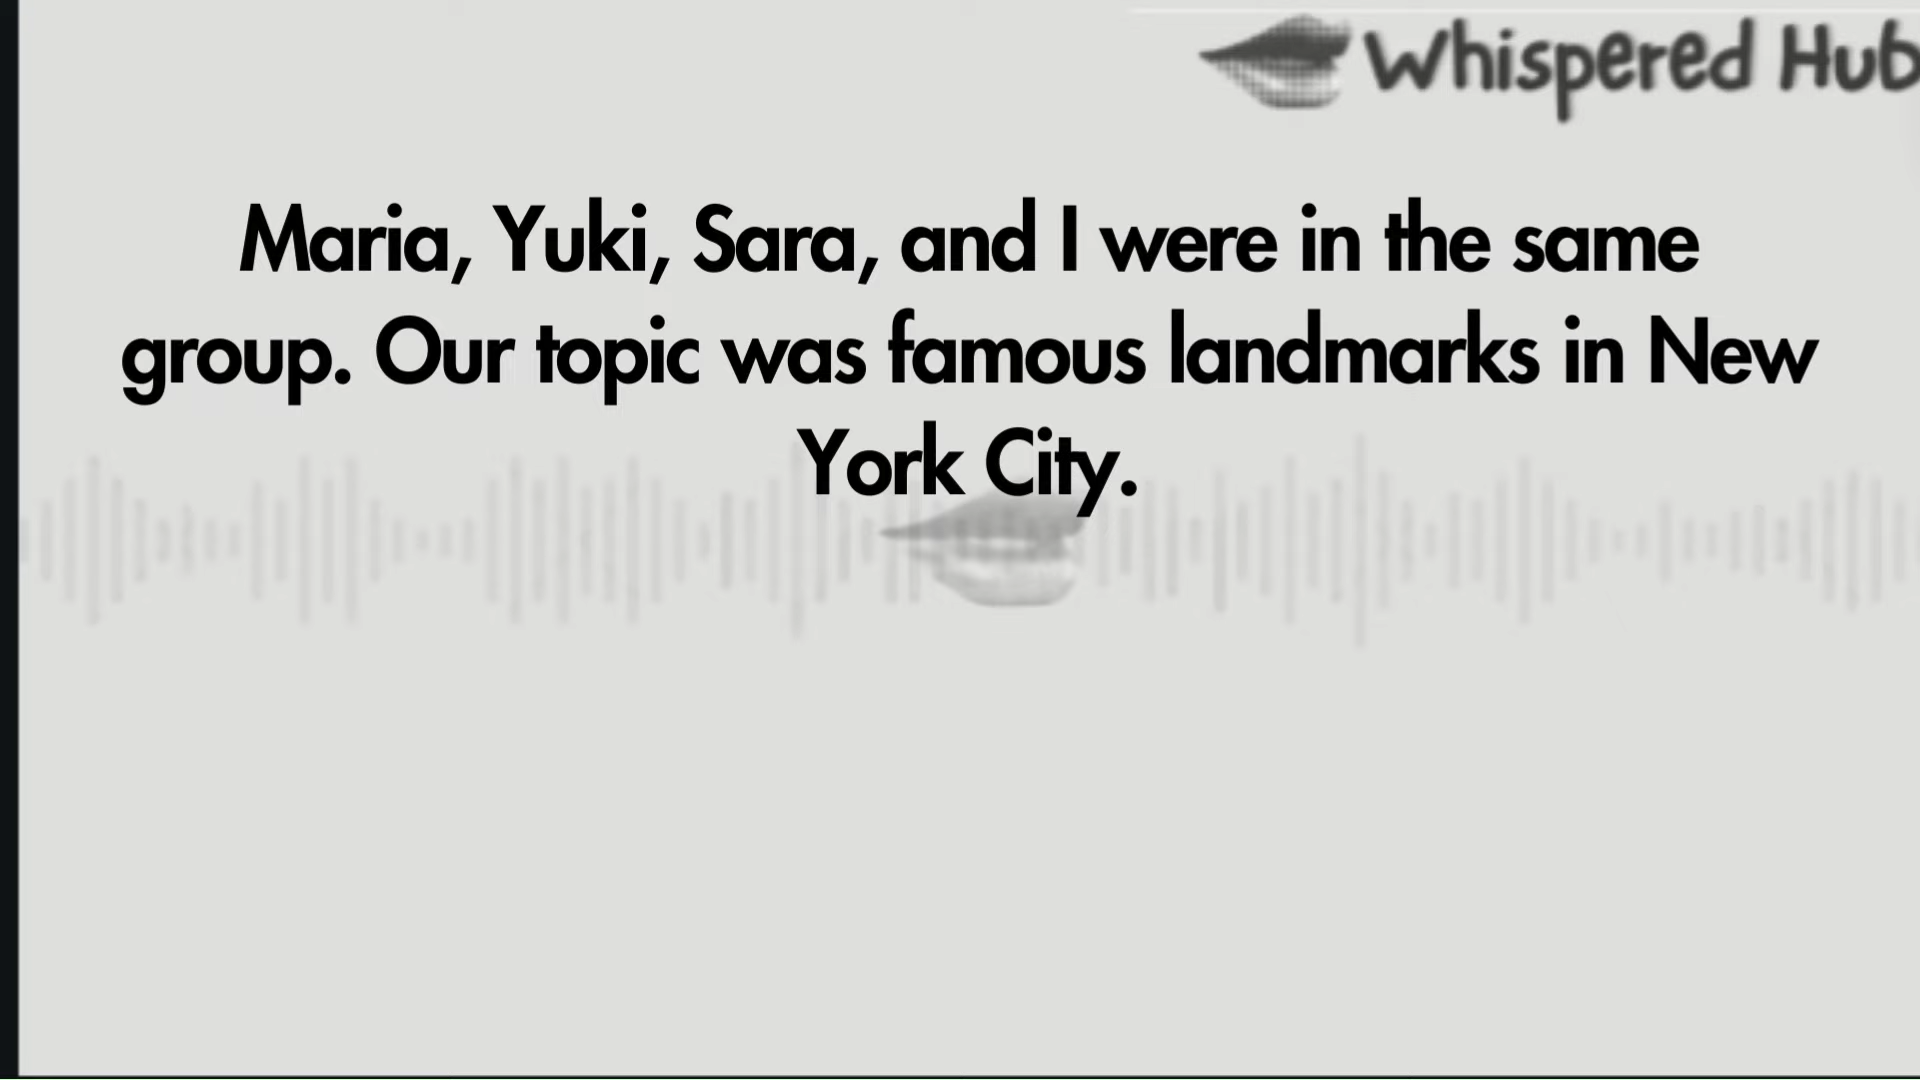 Whispered Hub
Maria, Yuki, Sara, and I were in the same
group. Our topic was famous landmarks in New
York City.